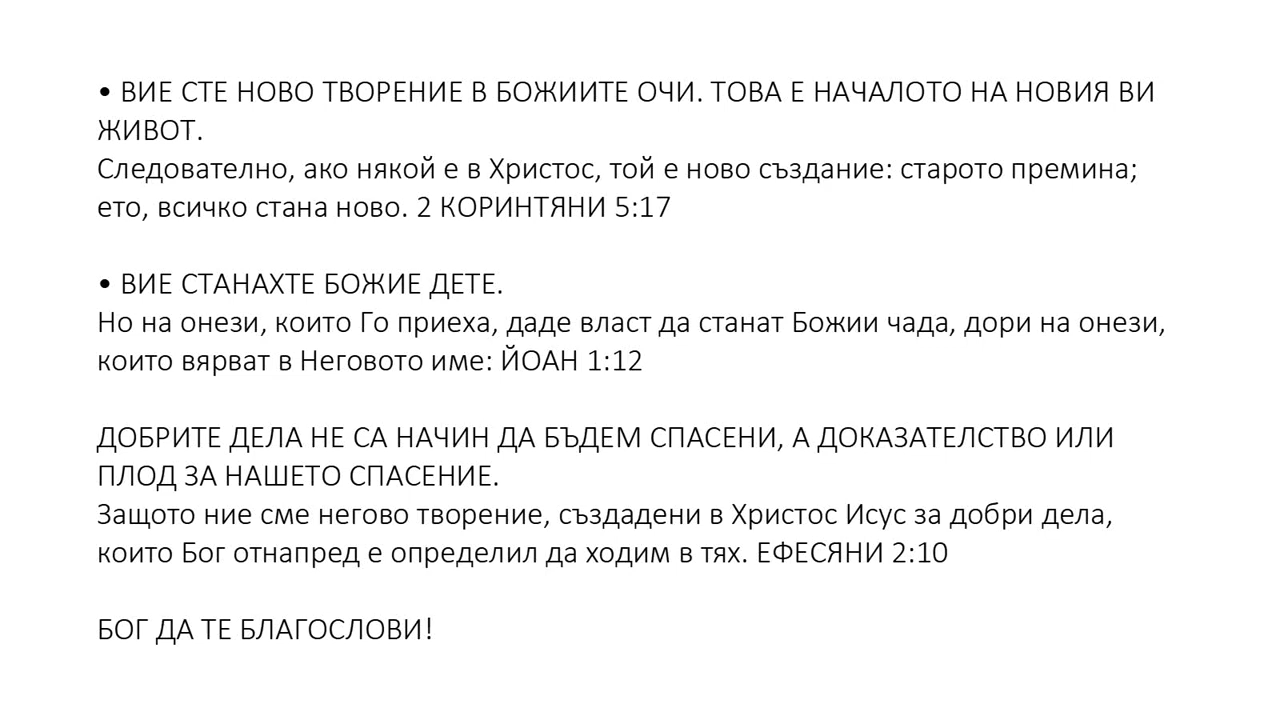 • ВИЕ СТЕ НОВО ТВОРЕНИЕ В БОЖИИТЕ ОЧИ. ТОВА Е НАЧАЛОТО НА НОВИЯ ВИ
ЖИВОТ.
Следователно, ако някой е в Христос, той е ново създание: старото премина;
ето, всичко стана ново. 2 КОРИНТЯНИ 5:17
• ВИЕ СТАНАХТЕ БОЖИЕ ДЕТЕ.
Но на онези, които Го приеха, даде власт да станат Божии чада, дори на онези,
които вярват в Неговото име: ЙОАН 1:12
ДОБРИТЕ ДЕЛА НЕ СА НАЧИН ДА БЪДЕМ СПАСЕНИ, А ДОКАЗАТЕЛСТВО ИЛИ
ПЛОД ЗА НАШЕТО СПАСЕНИЕ.
Защото ние сме негово творение, създадени в Христос Исус за добри дела,
които Бог отнапред е определил да ходим в тях. ЕФЕСЯНИ 2:10
БОГ ДА ТЕ БЛАГОСЛОВИ!